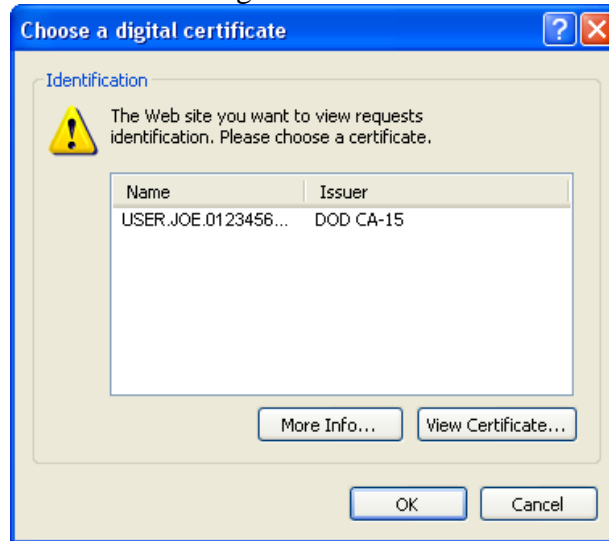 Choose a digital certificate
Identification
The Web site you want to view requests
identification. Please choose a certificate.
Name Issuer
USER.JOE.0123456... DOD CA-15
More Info... View Certificate...
OK Cancel